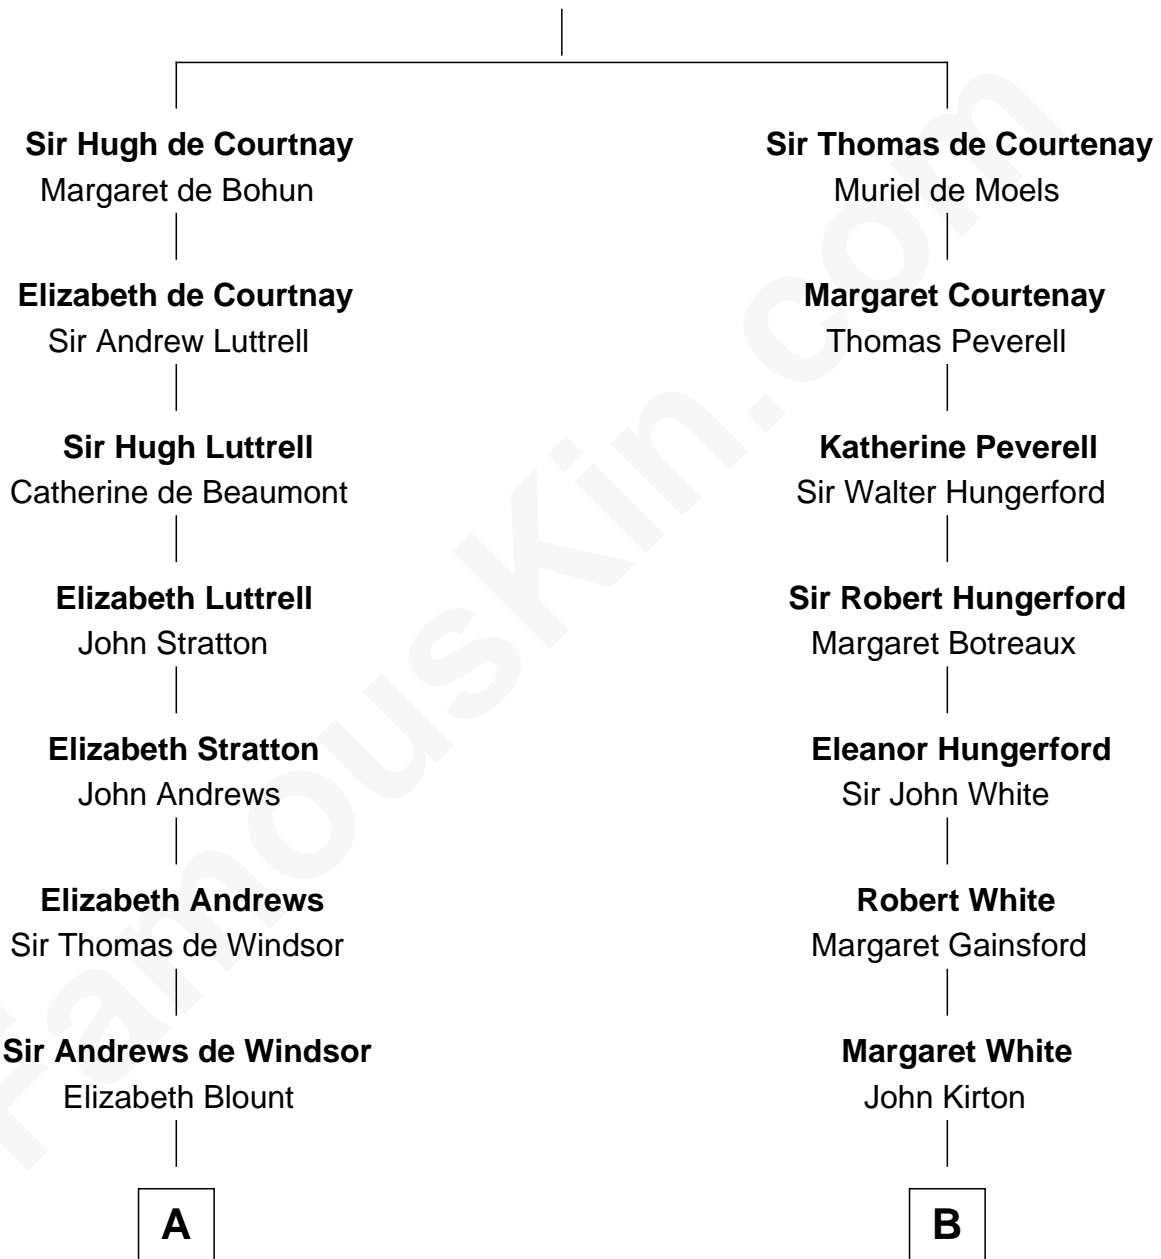 Sir Hugh de Courtnay
Margaret de Bohun
Sir Thomas de Courtenay
Muriel de Moels
Elizabeth de Courtnay
Sir Andrew Luttrell
Margaret Courtenay
Thomas Peverell
Sir Hugh Luttrell
Catherine de Beaumont
Katherine Peverell
Sir Walter Hungerford
Elizabeth Luttrell
John Stratton
Sir Robert Hungerford
Margaret Botreaux
Elizabeth Stratton
John Andrews
Eleanor Hungerford
Sir John White
Elizabeth Andrews
Sir Thomas de Windsor
Robert White
Margaret Gainsford
Sir Andrews de Windsor
Elizabeth Blount
Margaret White
John Kirton
A
B
FamousKin.com